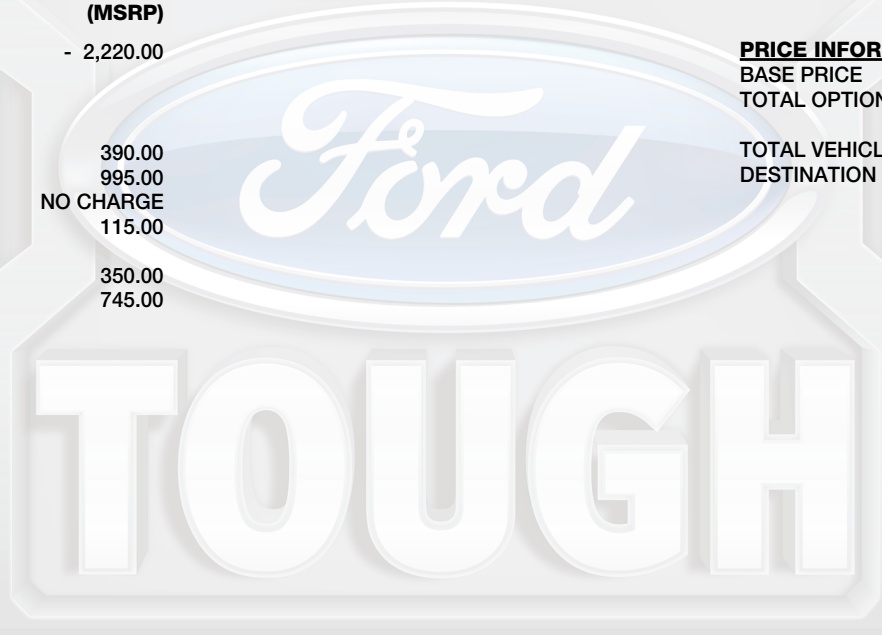 (MSRP)
- 2,220.00
390.00
995.00
NO CHARGE
115.00
350.00
745.00
PRICE INFOR
BASE PRICE
TOTAL OPTION
TOTAL VEHICL
DESTINATION
Ford
TOUGH